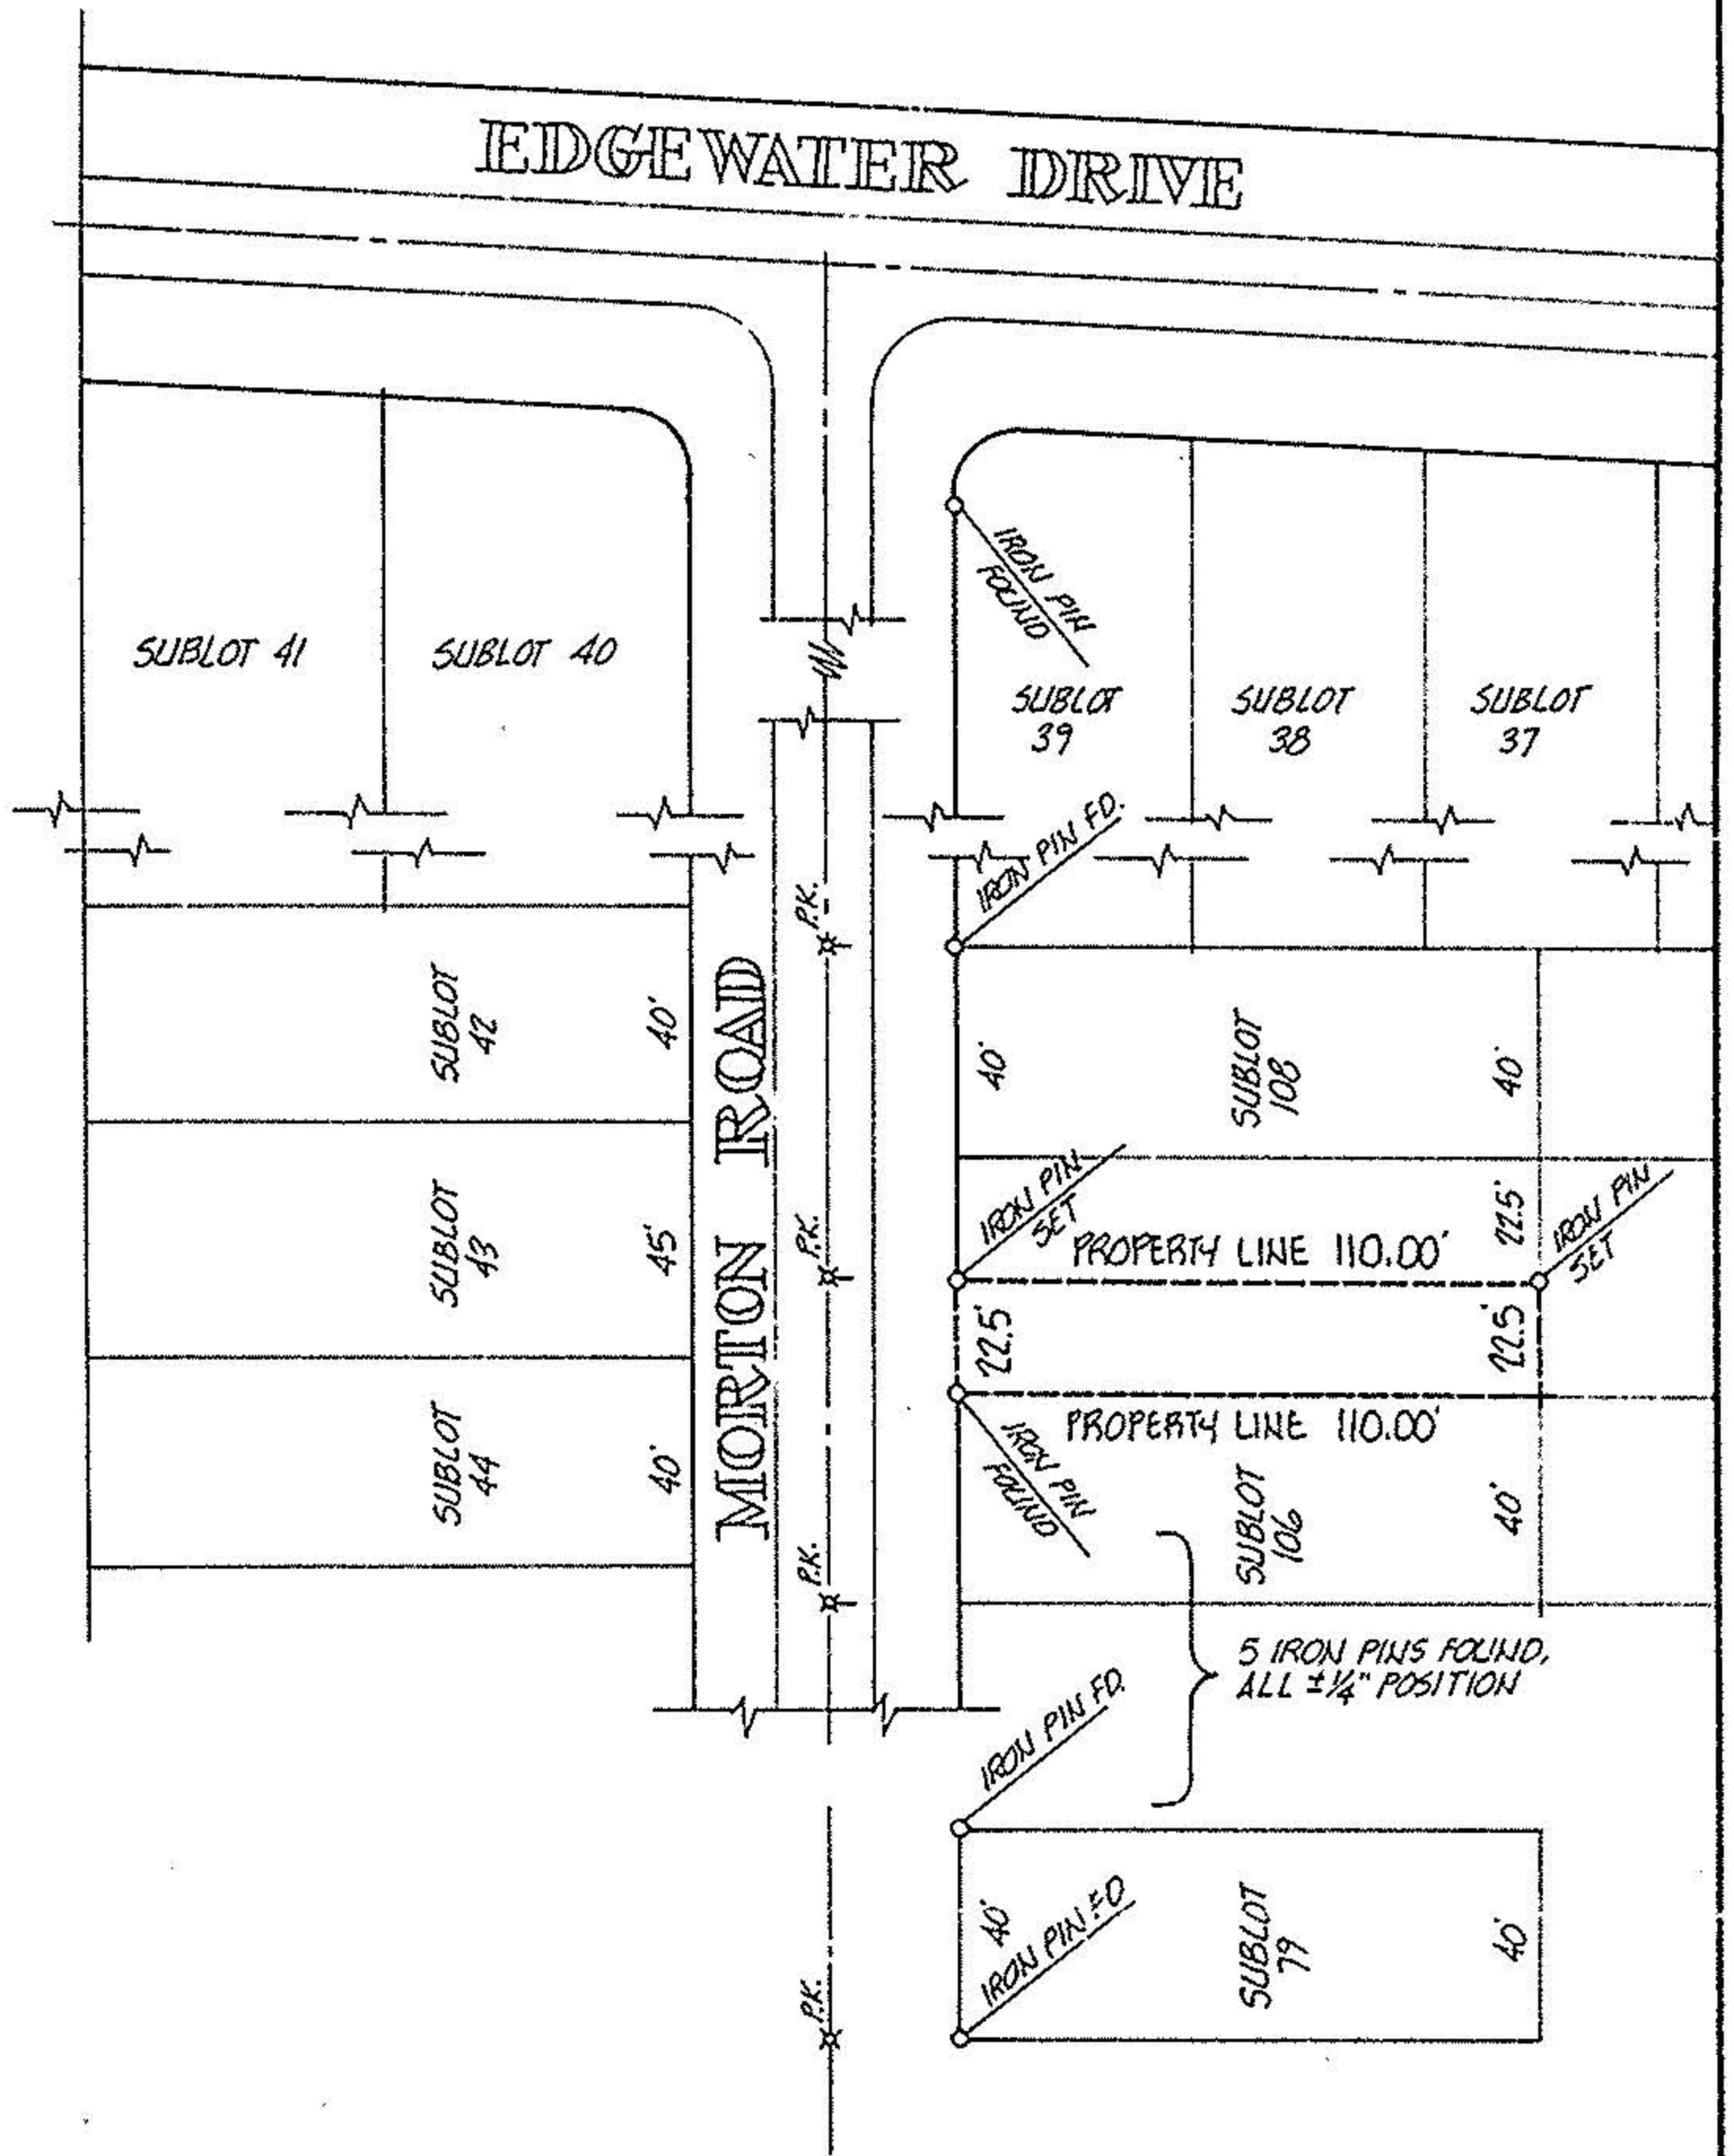 EDGEWATER DRIVE
SUBLOT 41
SUBLOT 40
IRON PIN
FOUND
SUBLOT
39
SUBLOT
38
SUBLOT
37
IRON PIN FD.
P.K.
MORTON ROAD
SUBLOT
42
40'
40'
SUBLOT
108
40'
SUBLOT
43
45'
P.K.
IRON PIN
SET
22.5'
IRON PIN
SET
PROPERTY LINE 110.00'
22.5'
22.5'
PROPERTY LINE 110.00'
SUBLOT
44
40'
IRON PIN
FOUND
SUBLOT
106
40'
P.K.
5 IRON PINS FOUND,
ALL ±1/4" POSITION
IRON PIN FD.
40'
IRON PIN FD
SUBLOT
79
40'
P.K.